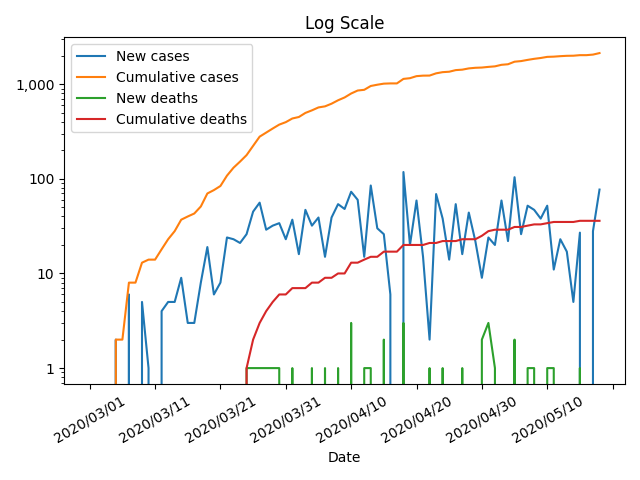 Log Scale
New cases
Cumulative cases
New deaths
Cumulative deaths
1,000
100
10
1
2020/03/01 2020/03/11 2020/03/21 2020/03/31 2020/04/10 2020/04/20 2020/04/30 2020/05/10
Date